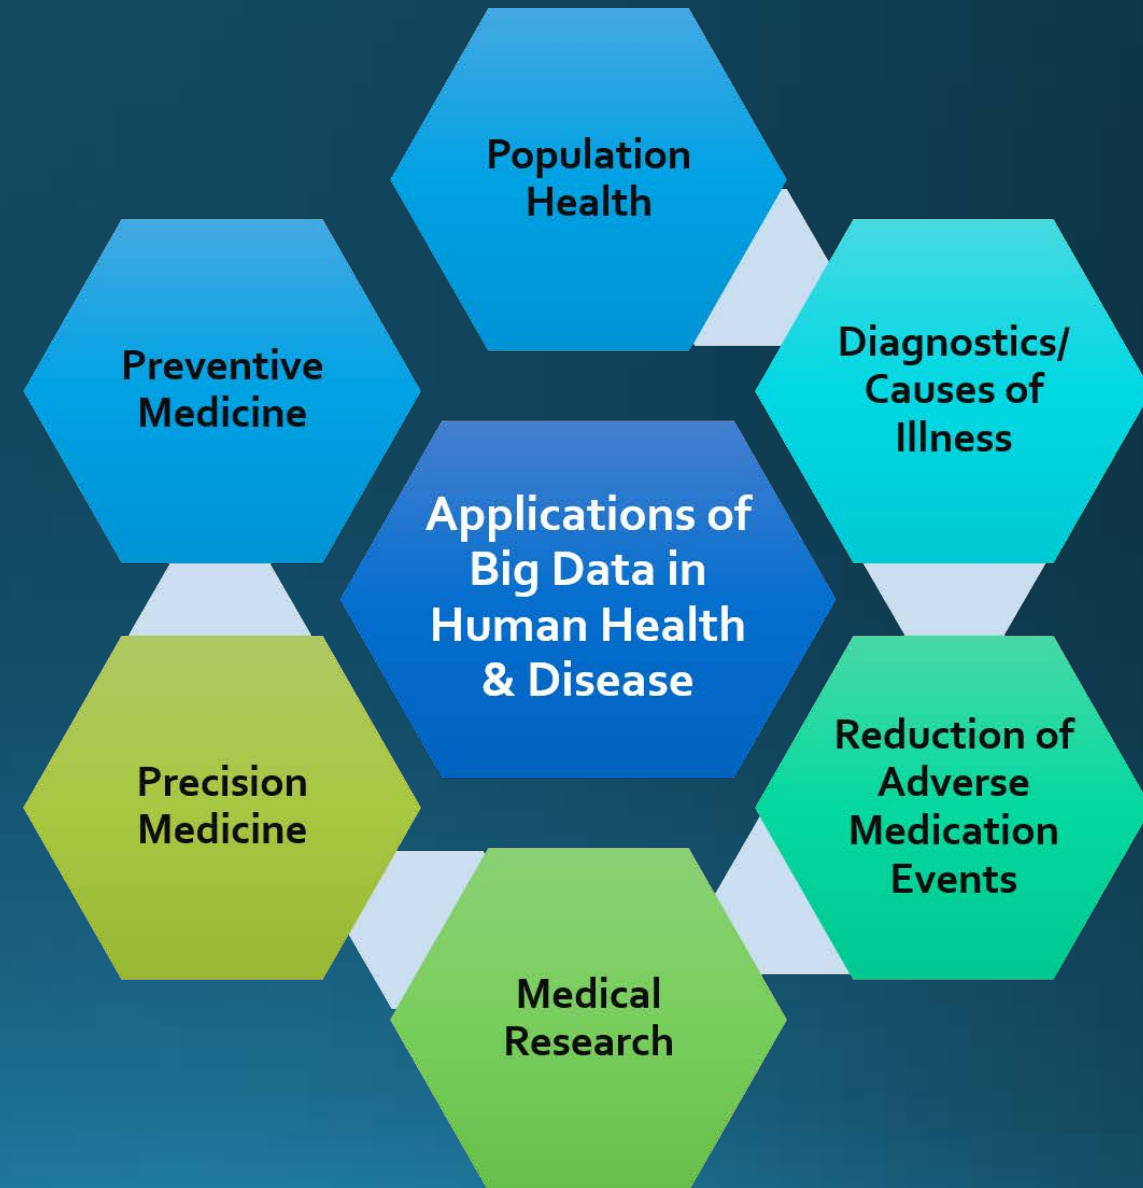 Population
Health
Preventive
Medicine
Diagnostics/
Causes of
Illness
Applications of
Big Data in
Human Health
& Disease
Precision
Medicine
Reduction of
Adverse
Medication
Events
Medical
Research